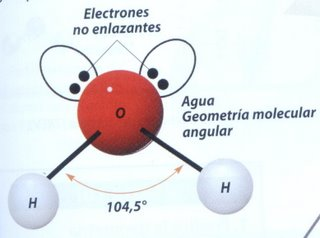 Electrones
no enlazantes
O
Agua
Geometría molecular
angular
H
H
104,5°